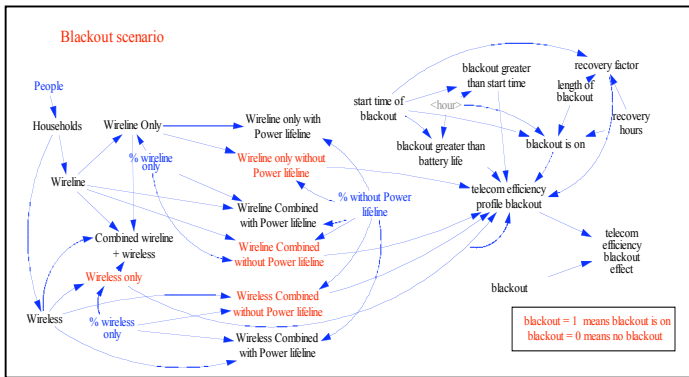 Blackout scenario
People
Households
Wireline
Wireless
Wireline Only
% wireline
only
Combined wireline
+ wireless
Wireless only
% wireless
only
Wireline only with
Power lifeline
Wireline only without
Power lifeline
Wireline Combined
with Power lifeline
Wireline Combined
without Power lifeline
Wireless Combined
without Power lifeline
Wireless Combined
with Power lifeline
% without Power
lifeline
start time of
blackout
blackout greater
than start time
<hour>
blackout greater than
battery life
recovery factor
length of
blackout
recovery
hours
blackout is on
telecom efficiency
profile blackout
telecom
efficiency
blackout
effect
blackout
blackout = 1 means blackout is on
blackout = 0 means no blackout